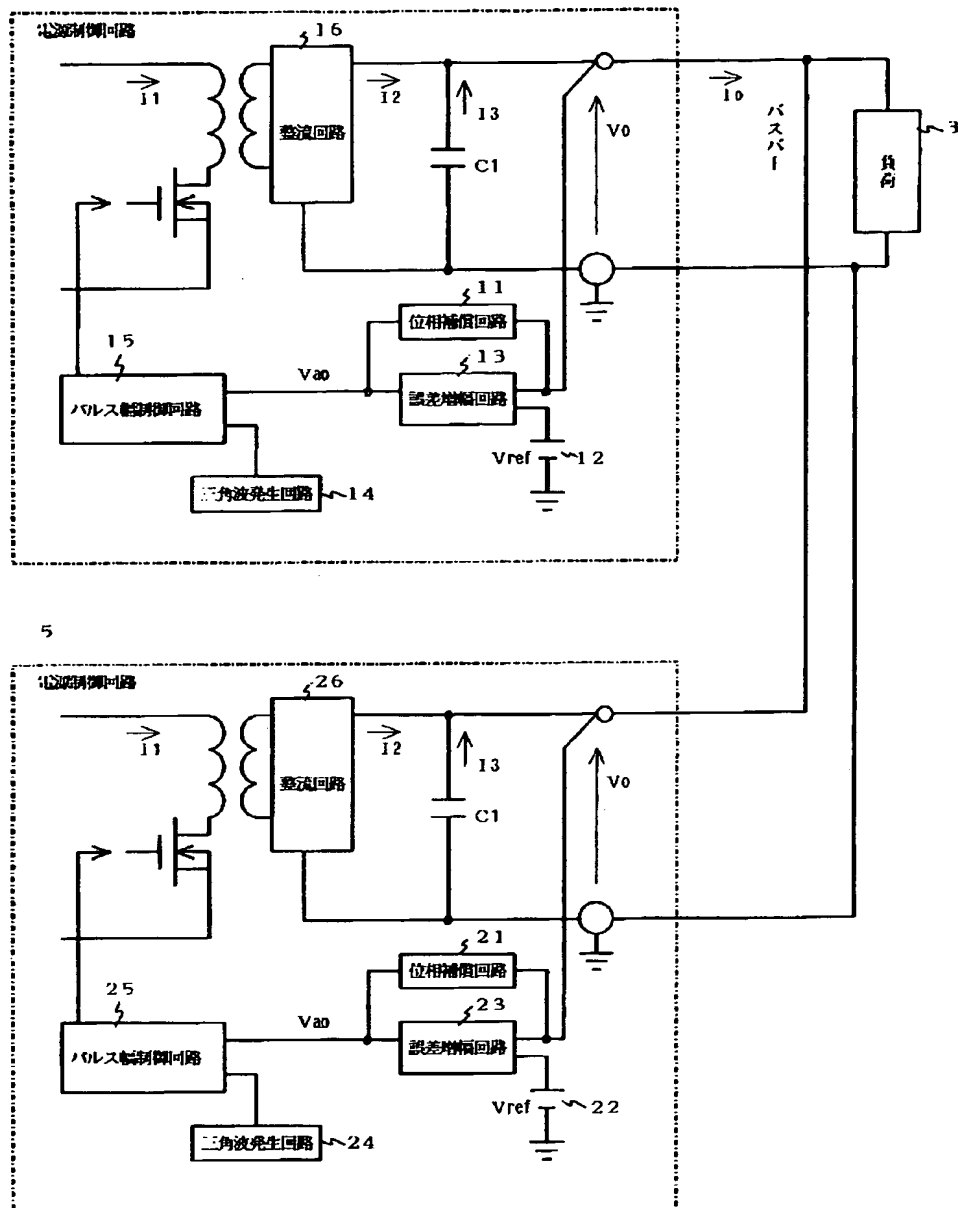 電源制御回路
16
I1
I2
I3
I0
整流回路
C1
V0
バスバー
3
負荷
11
位相補償回路
15
13
Vao
パルス幅制御回路
誤差増幅回路
Vref
12
三角波発生回路
14
5
電源制御回路
26
I1
I2
I3
整流回路
C1
V0
21
位相補償回路
25
23
Vao
パルス幅制御回路
誤差増幅回路
Vref
22
三角波発生回路
24